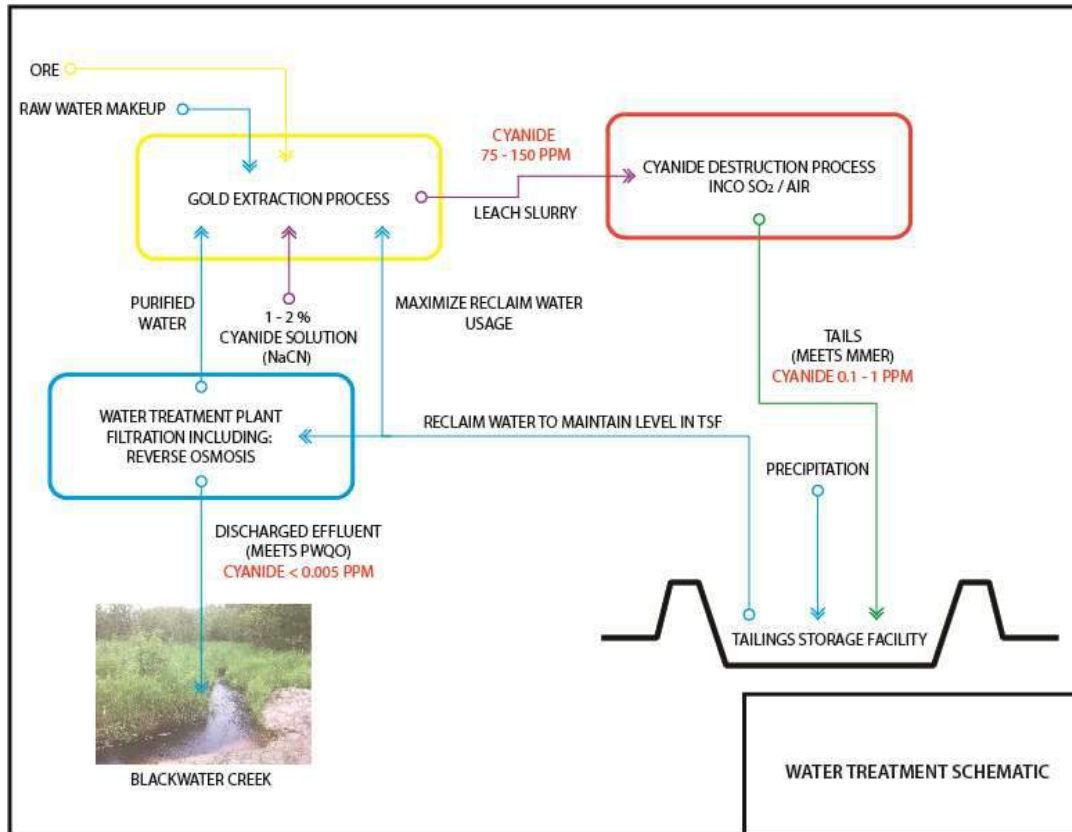 ORE
RAW WATER MAKEUP
CYANIDE
75 - 150 PPM
CYANIDE DESTRUCTION PROCESS
INCO SO₂ / AIR
GOLD EXTRACTION PROCESS
LEACH SLURRY
PURIFIED
WATER
1 - 2 %
CYANIDE SOLUTION
(NaCN)
MAXIMIZE RECLAIM WATER
USAGE
TAILS
(MEETS MMER)
CYANIDE 0.1 - 1 PPM
WATER TREATMENT PLANT
FILTRATION INCLUDING:
REVERSE OSMOSIS
RECLAIM WATER TO MAINTAIN LEVEL IN TSF
PRECIPITATION
DISCHARGED EFFLUENT
(MEETS PWQO)
CYANIDE < 0.005 PPM
TAILINGS STORAGE FACILITY
BLACKWATER CREEK
WATER TREATMENT SCHEMATIC